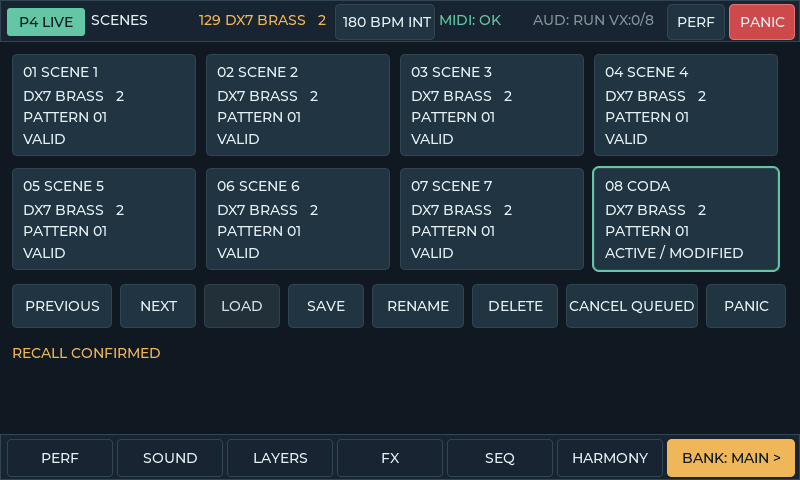 P4 LIVE SCENES 129 DX7 BRASS 2 180 BPM INT MIDI: OK AUD: RUN VX:0/8 PERF PANIC
01 SCENE 1
DX7 BRASS 2
PATTERN 01
VALID
02 SCENE 2
DX7 BRASS 2
PATTERN 01
VALID
03 SCENE 3
DX7 BRASS 2
PATTERN 01
VALID
04 SCENE 4
DX7 BRASS 2
PATTERN 01
VALID
05 SCENE 5
DX7 BRASS 2
PATTERN 01
VALID
06 SCENE 6
DX7 BRASS 2
PATTERN 01
VALID
07 SCENE 7
DX7 BRASS 2
PATTERN 01
VALID
08 CODA
DX7 BRASS 2
PATTERN 01
ACTIVE / MODIFIED
PREVIOUS NEXT LOAD SAVE RENAME DELETE CANCEL QUEUED PANIC
RECALL CONFIRMED
PERF SOUND LAYERS FX SEQ HARMONY BANK: MAIN >